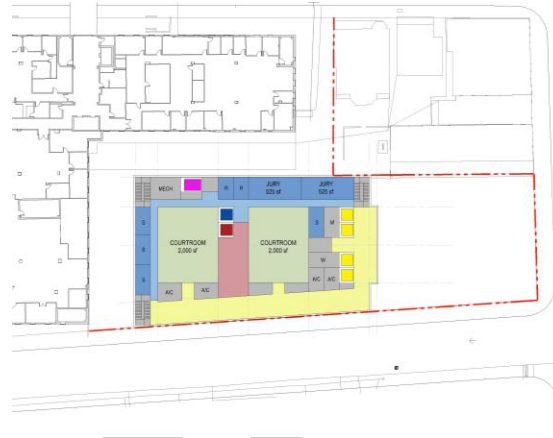 MECH
R
R
JURY
525 sf
JURY
525 sf
S
S
M
COURTROOM
2,000 sf
COURTROOM
2,000 sf
S
W
S
A/C
A/C
A/C
A/C